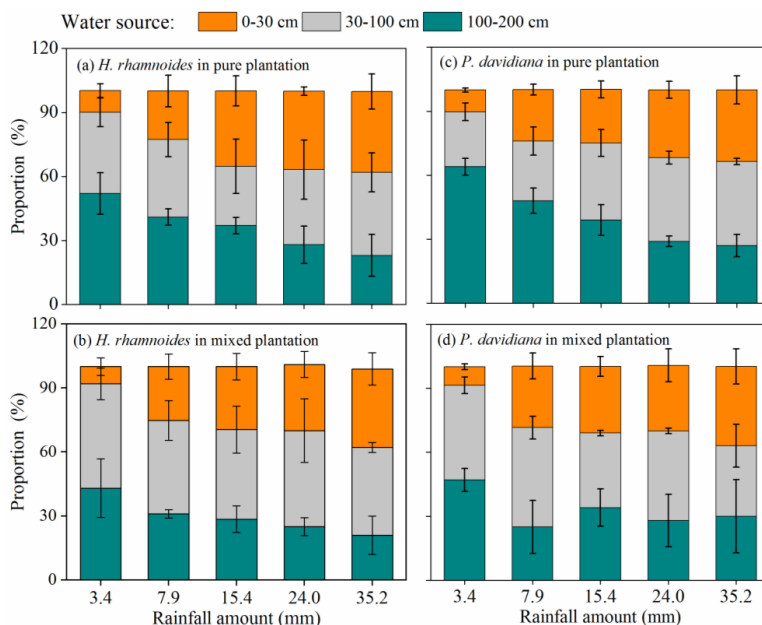 Water source: 0-30 cm 30-100 cm 100-200 cm
120
90
60
30
0
Proportion (%)
(a) H. rhamnoides in pure plantation
(c) P. davidiana in pure plantation
120
90
60
30
0
Proportion (%)
(b) H. rhamnoides in mixed plantation
(d) P. davidiana in mixed plantation
3.4 7.9 15.4 24.0 35.2
3.4 7.9 15.4 24.0 35.2
Rainfall amount (mm)
Rainfall amount (mm)